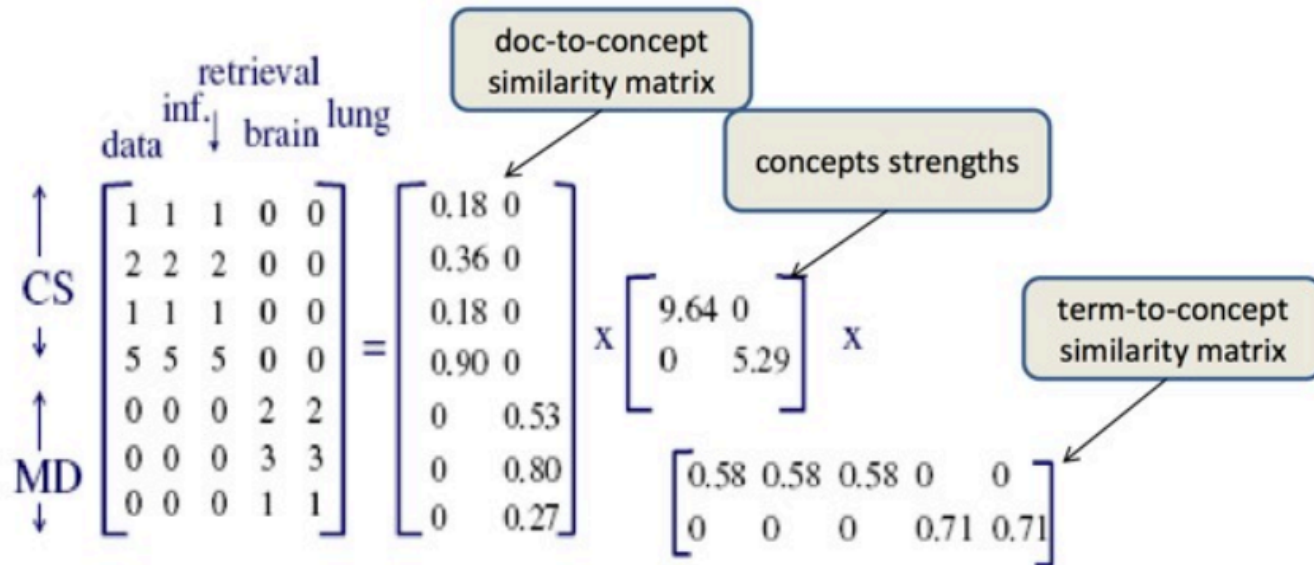 doc-to-concept
similarity matrix
retrieval
inf. ↓ brain lung
data
concepts strengths
term-to-concept
similarity matrix
CS
MD
1 1 1 0 0
2 2 2 0 0
1 1 1 0 0
5 5 5 0 0
0 0 0 2 2
0 0 0 3 3
0 0 0 1 1
=
0.18 0
0.36 0
0.18 0
0.90 0
0 0.53
0 0.80
0 0.27
x
9.64 0
0 5.29
x
0.58 0.58 0.58 0 0
0 0 0 0.71 0.71